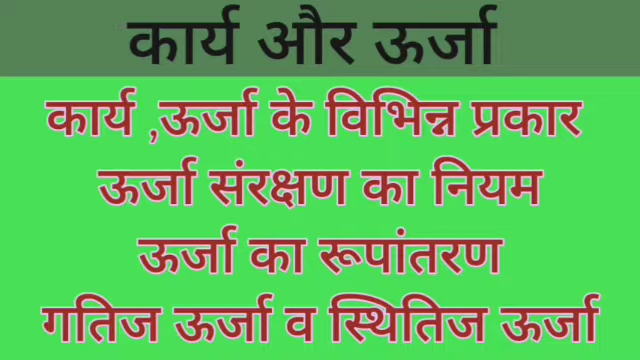 कार्य और ऊर्जा
कार्य ,ऊर्जा के विभिन्न प्रकार
ऊर्जा संरक्षण का नियम
ऊर्जा का रूपांतरण
गतिज ऊर्जा व स्थितिज ऊर्जा